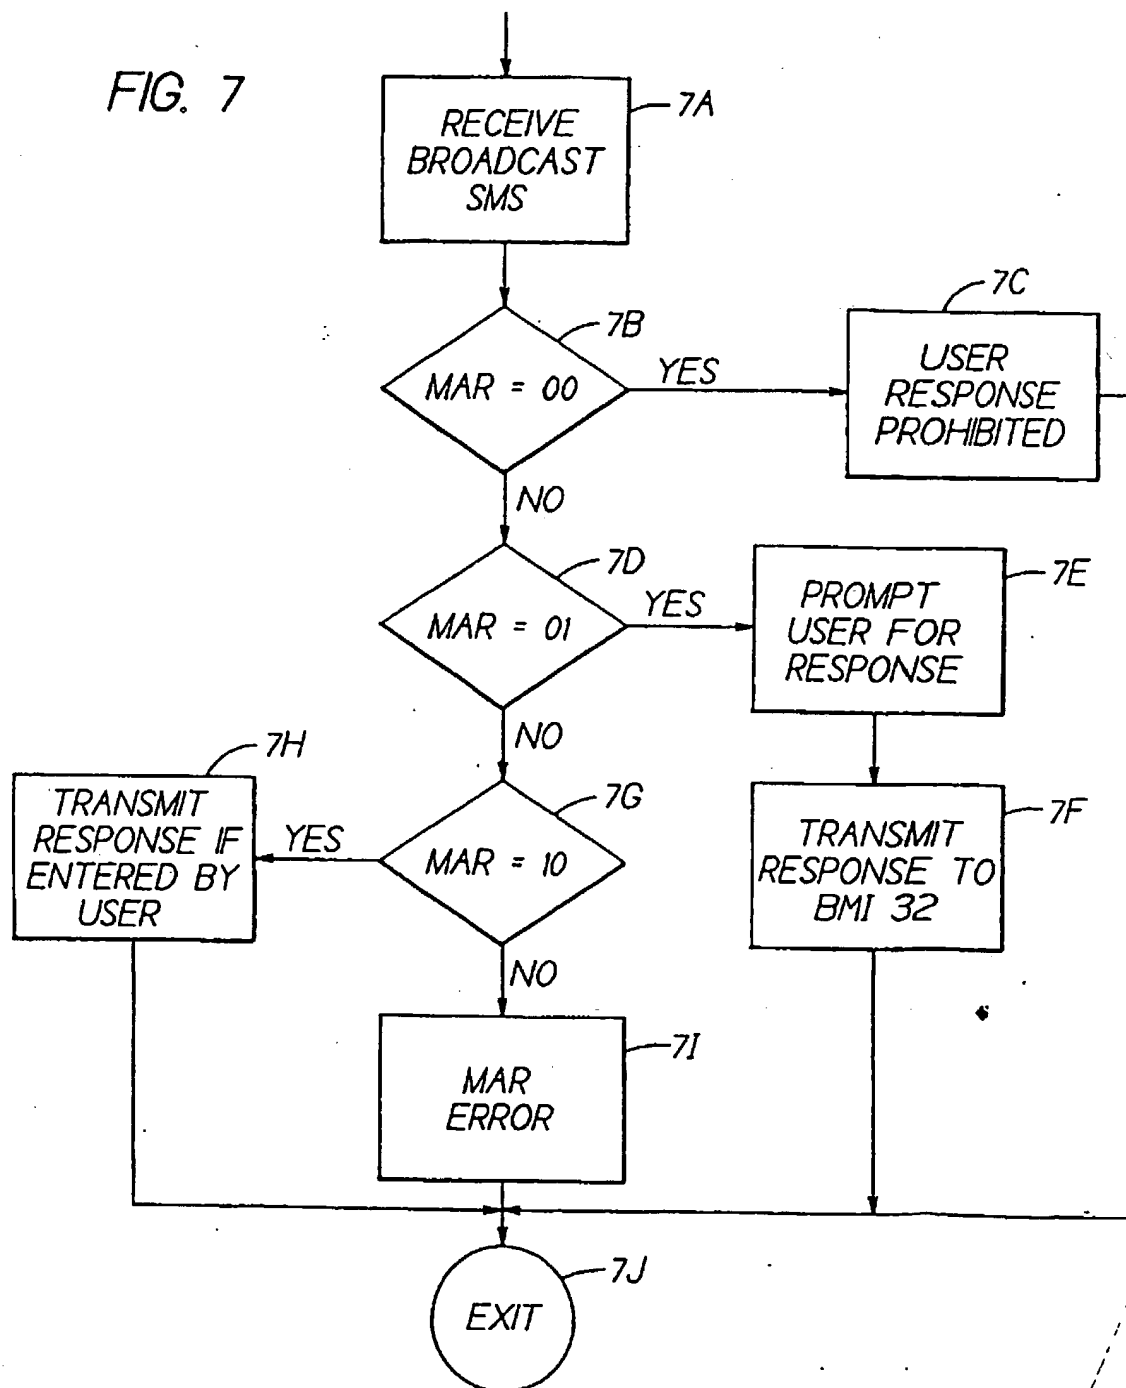 FIG. 7
7A
RECEIVE
BROADCAST
SMS
7B
MAR = 00
YES
NO
7C
USER
RESPONSE
PROHIBITED
7D
MAR = 01
YES
NO
7E
PROMPT
USER FOR
RESPONSE
7F
TRANSMIT
RESPONSE TO
BMI 32
7G
MAR = 10
YES
NO
7H
TRANSMIT
RESPONSE IF
ENTERED BY
USER
7I
MAR
ERROR
7J
EXIT